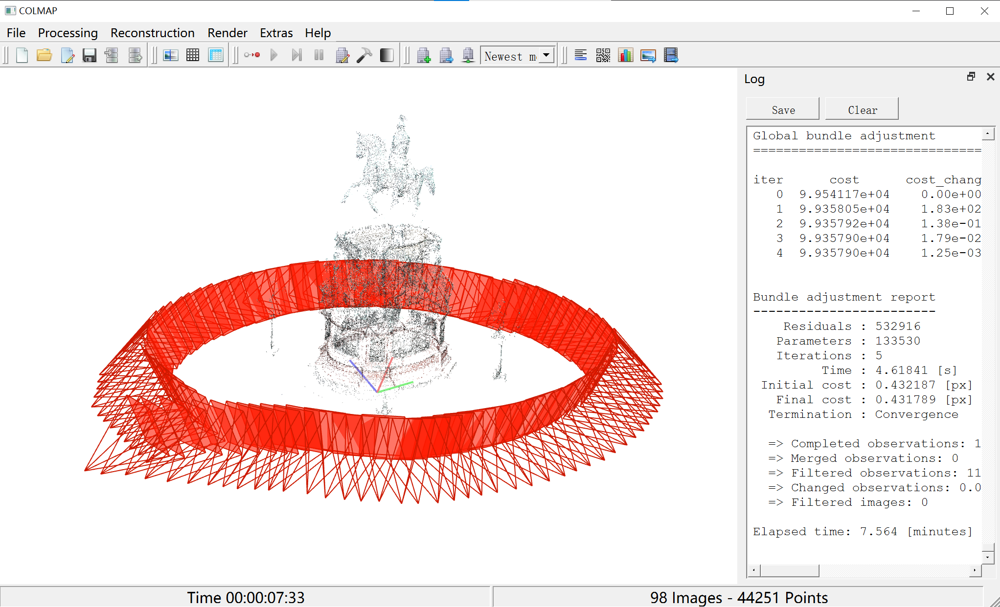 COLMAP
File Processing Reconstruction Render Extras Help
Newest m
Log
Save Clear
Global bundle adjustment
==============================
iter cost cost_chang
0 9.954117e+04 0.00e+00
1 9.935805e+04 1.83e+02
2 9.935792e+04 1.38e-01
3 9.935790e+04 1.79e-02
4 9.935790e+04 1.25e-03
Bundle adjustment report
------------------------
Residuals : 532916
Parameters : 133530
Iterations : 5
Time : 4.61841 [s]
Initial cost : 0.432187 [px]
Final cost : 0.431789 [px]
Termination : Convergence
=> Completed observations: 1
=> Merged observations: 0
=> Filtered observations: 11
=> Changed observations: 0.0
=> Filtered images: 0
Elapsed time: 7.564 [minutes]
Time 00:00:07:33
98 Images - 44251 Points